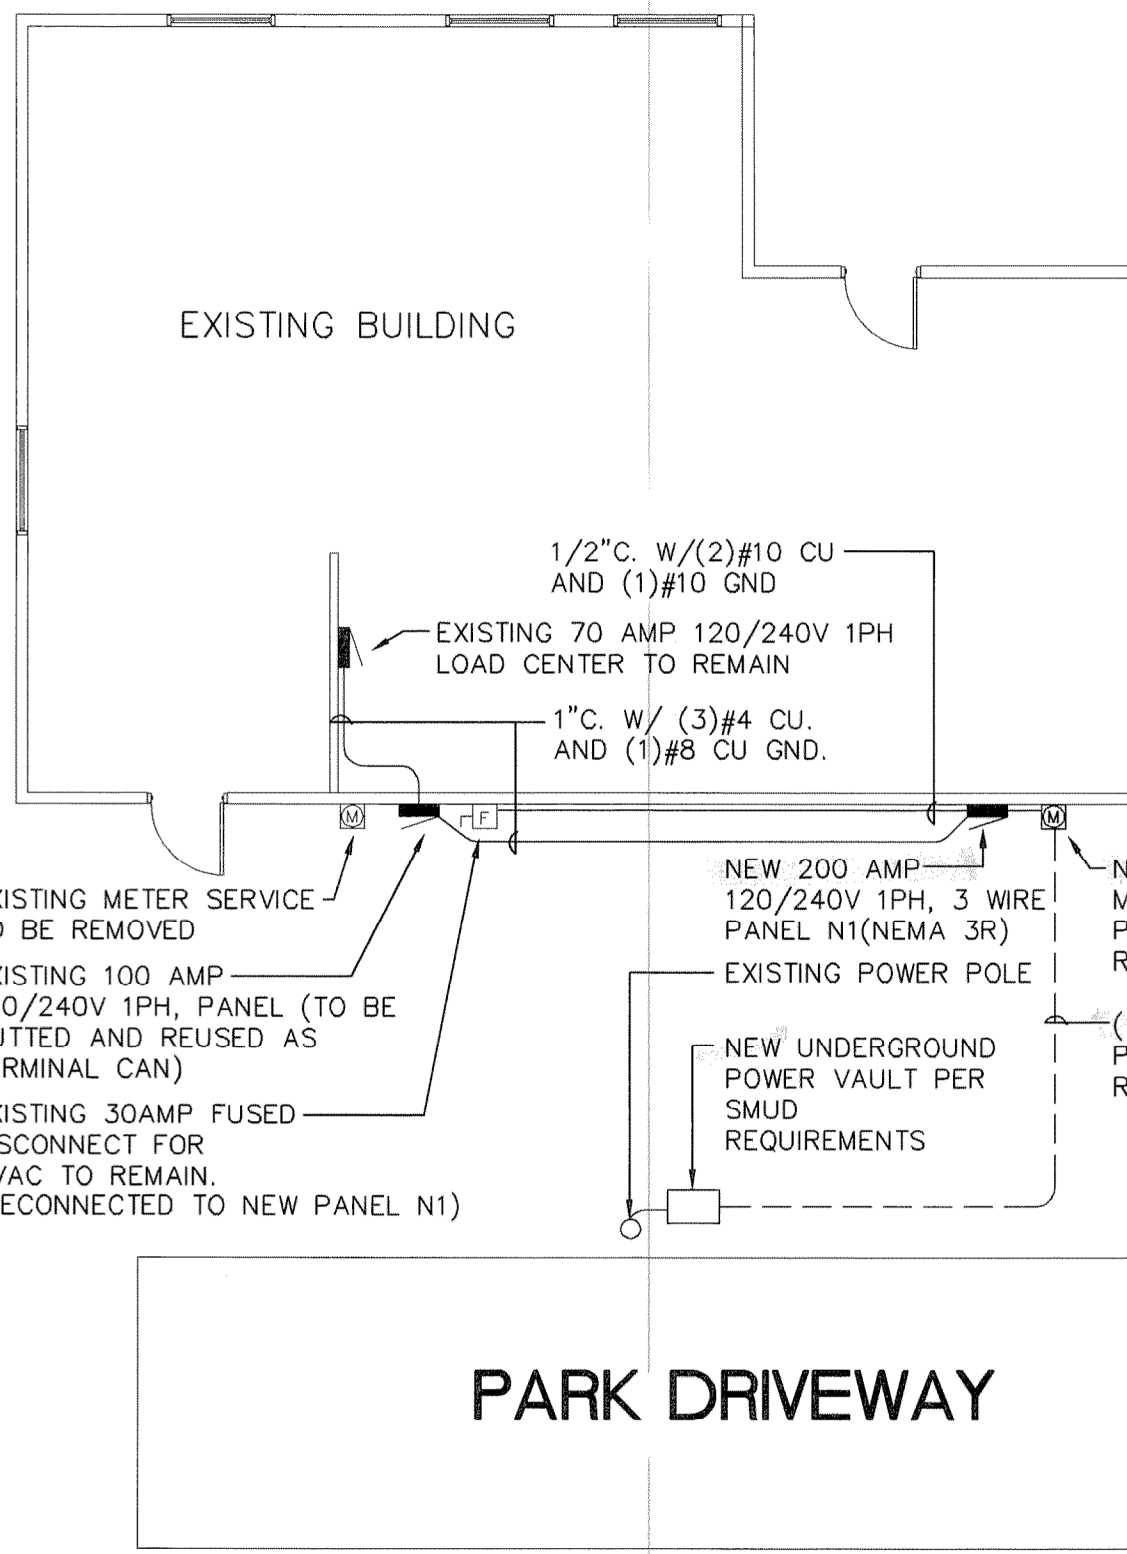 EXISTING BUILDING
1/2"C. W/(2)#10 CU
AND (1)#10 GND
EXISTING 70 AMP 120/240V 1PH
LOAD CENTER TO REMAIN
1"C. W/ (3)#4 CU.
AND (1)#8 CU GND.
M
F
M
XISTING METER SERVICE
O BE REMOVED
XISTING 100 AMP
20/240V 1PH, PANEL (TO BE
UTTED AND REUSED AS
ERMINAL CAN)
XISTING 30AMP FUSED
ISCONNECT FOR
VAC TO REMAIN.
RECONNECTED TO NEW PANEL N1)
NEW 200 AMP
120/240V 1PH, 3 WIRE
PANEL N1(NEMA 3R)
EXISTING POWER POLE
NEW UNDERGROUND
POWER VAULT PER
SMUD
REQUIREMENTS
N
M
P
R
(
P
R
PARK DRIVEWAY